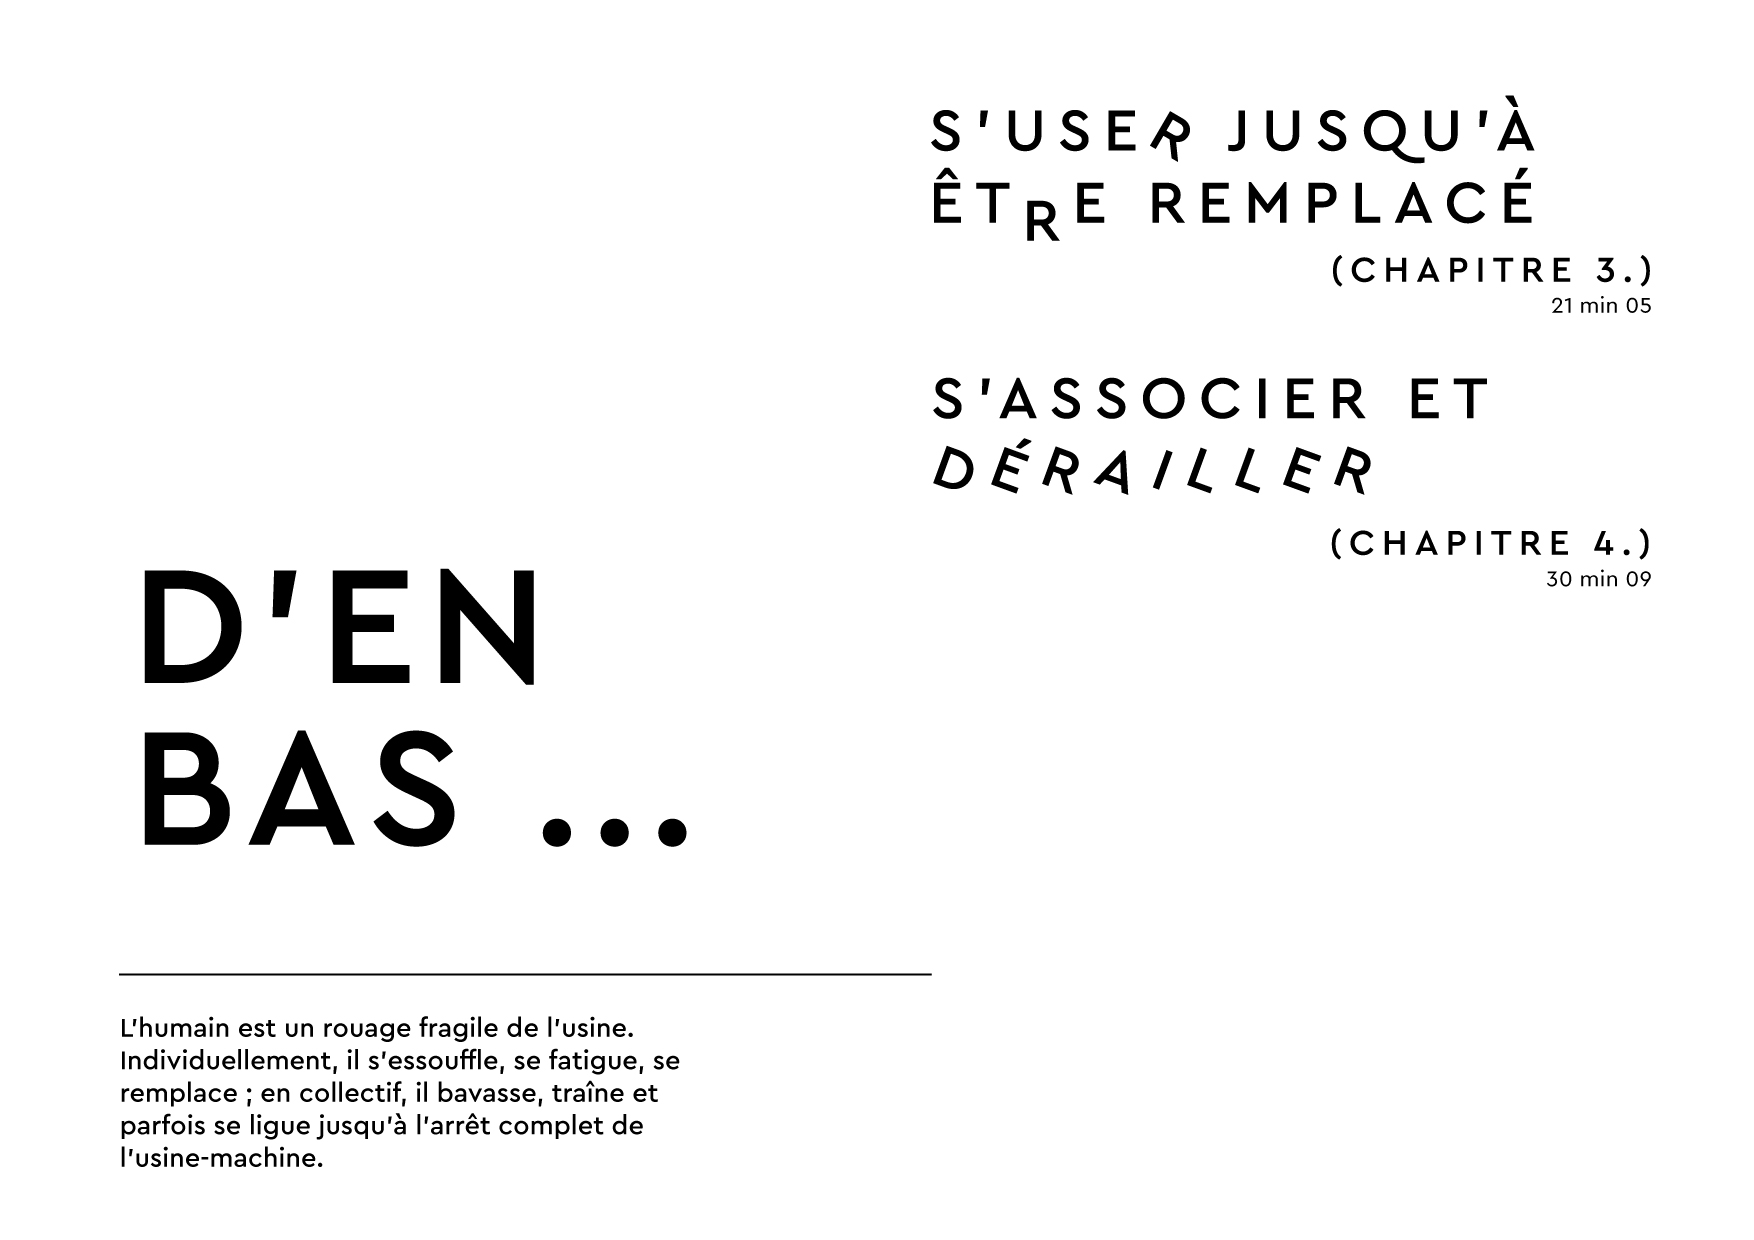 S'USER JUSQU'À
ÊTRE REMPLACÉ
(CHAPITRE 3.)
21 min 05
S'ASSOCIER ET
DÉRAILLER
(CHAPITRE 4.)
30 min 09
D'EN
BAS ...
L'humain est un rouage fragile de l'usine.
Individuellement, il s'essouffle, se fatigue, se
remplace ; en collectif, il bavasse, traîne et
parfois se ligue jusqu'à l'arrêt complet de
l'usine-machine.